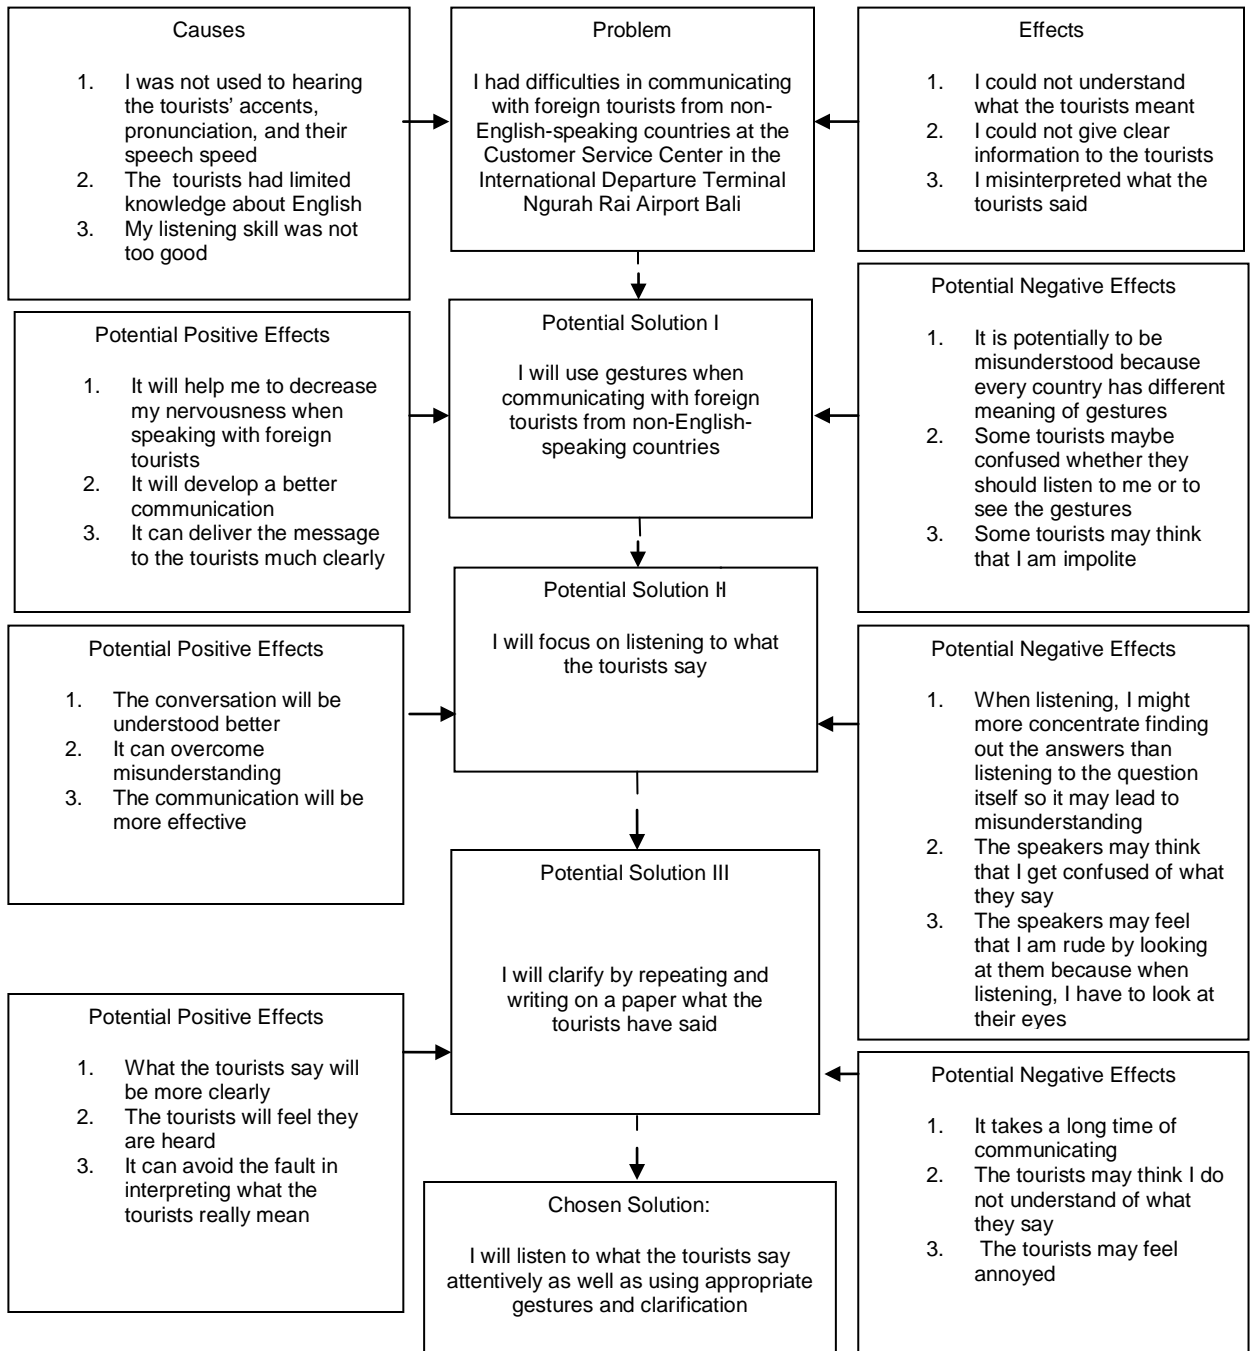 Causes
1. I was not used to hearing
the tourists’ accents,
pronunciation, and their
speech speed
2. The tourists had limited
knowledge about English
3. My listening skill was not
too good
Problem
I had difficulties in communicating
with foreign tourists from non-
English-speaking countries at the
Customer Service Center in the
International Departure Terminal
Ngurah Rai Airport Bali
Effects
1. I could not understand
what the tourists meant
2. I could not give clear
information to the tourists
3. I misinterpreted what the
tourists said
Potential Positive Effects
1. It will help me to decrease
my nervousness when
speaking with foreign
tourists
2. It will develop a better
communication
3. It can deliver the message
to the tourists much clearly
Potential Solution I
I will use gestures when
communicating with foreign
tourists from non-English-
speaking countries
Potential Negative Effects
1. It is potentially to be
misunderstood because
every country has different
meaning of gestures
2. Some tourists maybe
confused whether they
should listen to me or to
see the gestures
3. Some tourists may think
that I am impolite
Potential Positive Effects
1. The conversation will be
understood better
2. It can overcome
misunderstanding
3. The communication will be
more effective
Potential Solution II
I will focus on listening to what
the tourists say
Potential Negative Effects
1. When listening, I might
more concentrate finding
out the answers than
listening to the question
itself so it may lead to
misunderstanding
2. The speakers may think
that I get confused of what
they say
3. The speakers may feel
that I am rude by looking
at them because when
listening, I have to look at
their eyes
Potential Positive Effects
1. What the tourists say will
be more clearly
2. The tourists will feel they
are heard
3. It can avoid the fault in
interpreting what the
tourists really mean
Potential Solution III
I will clarify by repeating and
writing on a paper what the
tourists have said
Potential Negative Effects
1. It takes a long time of
communicating
2. The tourists may think I do
not understand of what
they say
3. The tourists may feel
annoyed
Chosen Solution:
I will listen to what the tourists say
attentively as well as using appropriate
gestures and clarification